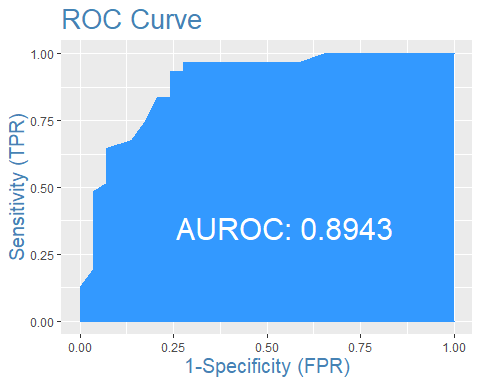 ROC Curve
1.00
0.75
0.50
0.25
0.00
Sensitivity (TPR)
AUROC: 0.8943
0.00 0.25 0.50 0.75 1.00
1-Specificity (FPR)